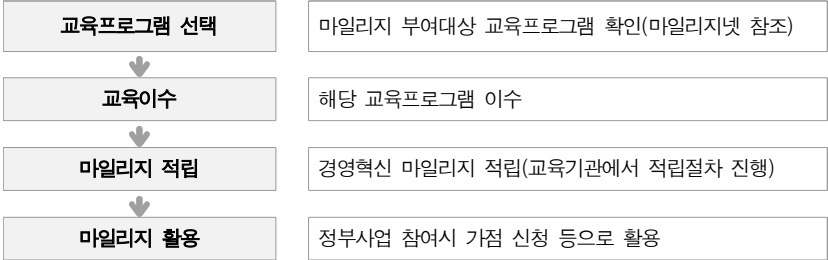 교육프로그램 선택
마일리지 부여대상 교육프로그램 확인(마일리지넷 참조)
교육이수
해당 교육프로그램 이수
마일리지 적립
경영혁신 마일리지 적립(교육기관에서 적립절차 진행)
마일리지 활용
정부사업 참여시 가점 신청 등으로 활용